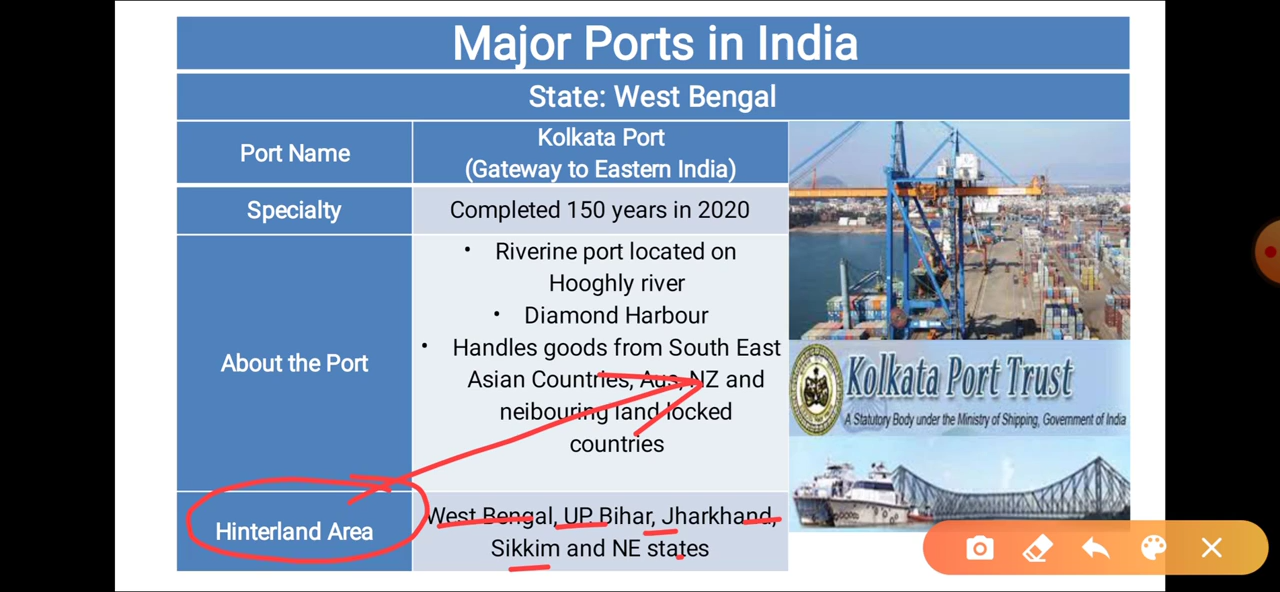 Major Ports in India
State: West Bengal
Port Name
Kolkata Port
(Gateway to Eastern India)
Specialty
Completed 150 years in 2020
About the Port
• Riverine port located on
Hooghly river
• Diamond Harbour
• Handles goods from South East
Asian Countries, Aus, NZ and
neibouring land locked
countries
Hinterland Area
West Bengal, UP, Bihar, Jharkhand,
Sikkim and NE states
Kolkata Port Trust
A Statutory Body under the Ministry of Shipping, Government of India